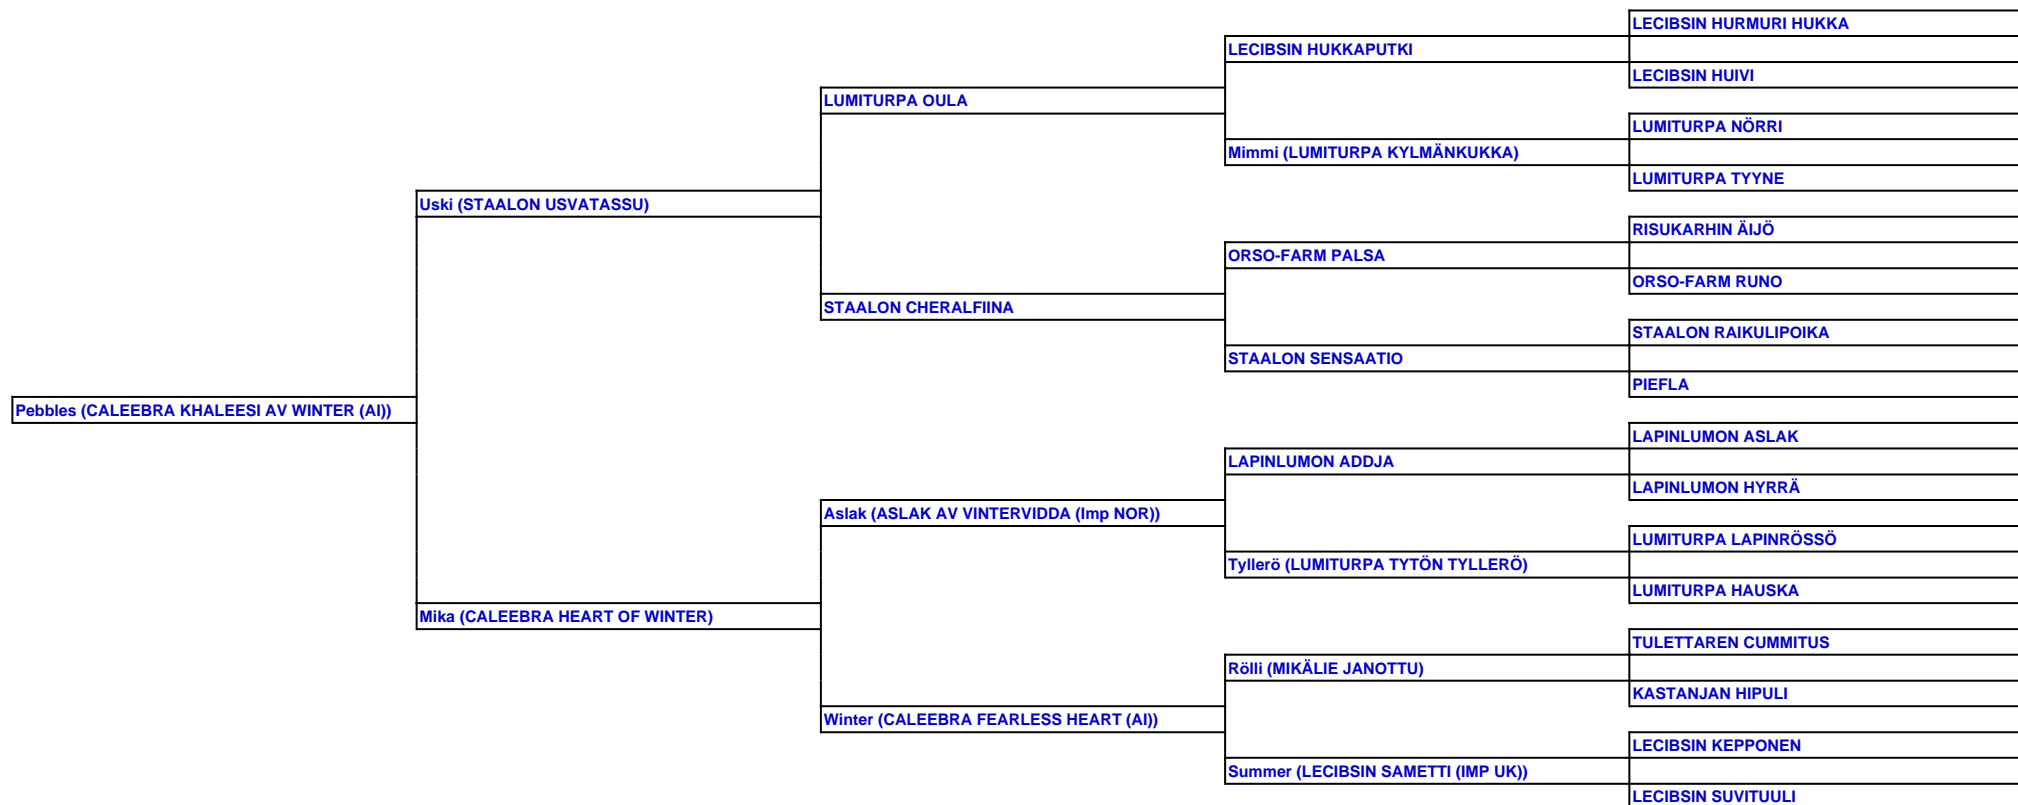 LECIBSIN HURMURI HUKKA
LECIBSIN HUKKAPUTKI
LECIBSIN HUIVI
LUMITURPA OULA
LUMITURPA NÖRRI
Mimmi (LUMITURPA KYLMÄNKUKKA)
LUMITURPA TYYNE
Uski (STAALON USVATASSU)
RISUKARHIN ÄIJÖ
ORSO-FARM PALSA
ORSO-FARM RUNO
STAALON CHERALFIINA
STAALON RAIKULIPOIKA
STAALON SENSAATIO
PIEFLA
Pebbles (CALEEBRA KHALEESI AV WINTER (AI))
LAPINLUMON ASLAK
LAPINLUMON ADDJA
LAPINLUMON HYRRÄ
Aslak (ASLAK AV VINTERVIDDA (Imp NOR))
LUMITURPA LAPINRÖSSÖ
Tyllerö (LUMITURPA TYTÖN TYLLERÖ)
LUMITURPA HAUSKA
Mika (CALEEBRA HEART OF WINTER)
TULETTAREN CUMMITUS
Rölli (MIKÄLIE JANOTTU)
KASTANJAN HIPULI
Winter (CALEEBRA FEARLESS HEART (AI))
LECIBSIN KEPPONEN
Summer (LECIBSIN SAMETTI (IMP UK))
LECIBSIN SUVITUULI